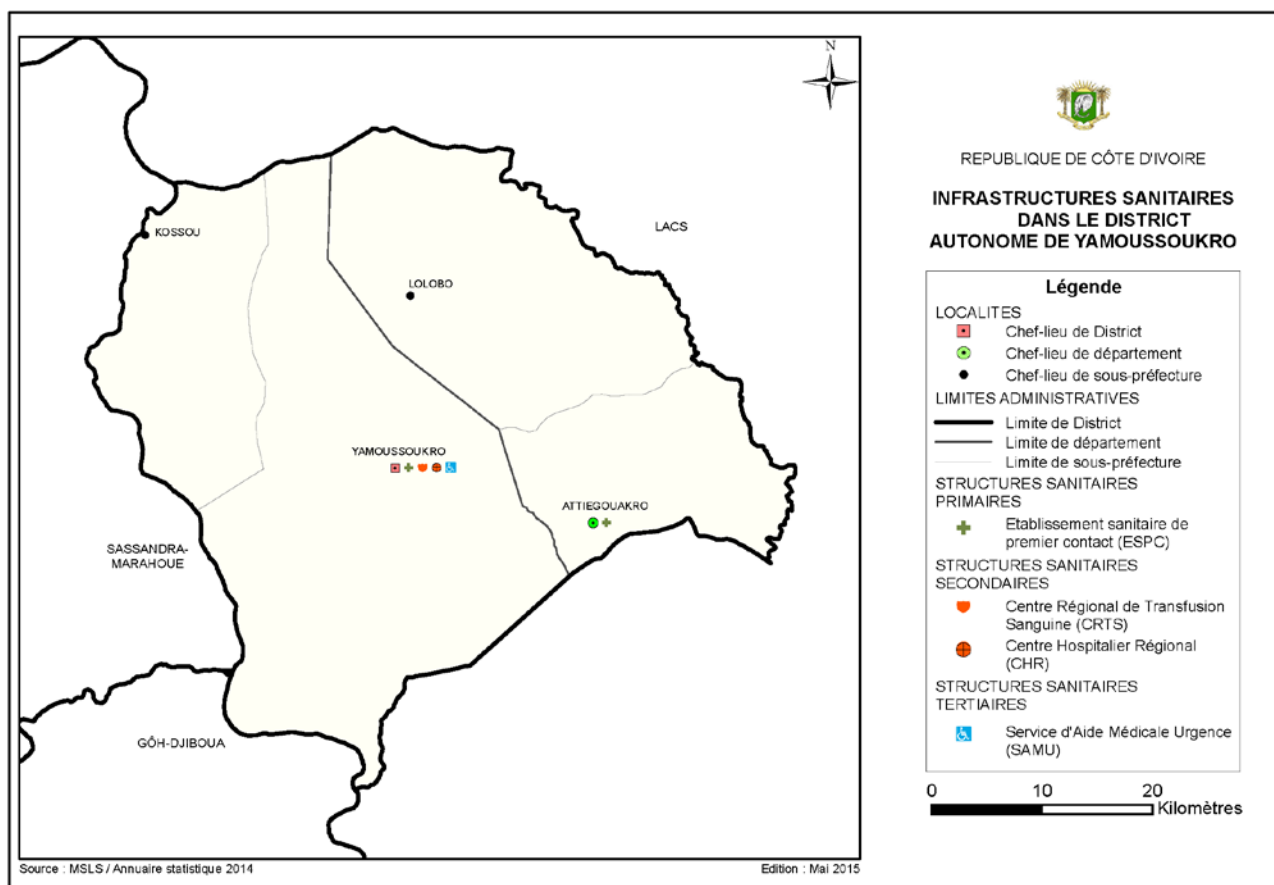 N
LACS
KOSSOU
LOLOBO
YAMOUSSOUKRO
ATTIEGOUAKRO
SASSANDRA-
MARAHOUE
GÔH-DJIBOUA
Source : MSLS / Annuaire statistique 2014
Edition : Mai 2015
REPUBLIQUE DE CÔTE D'IVOIRE
INFRASTRUCTURES SANITAIRES
DANS LE DISTRICT
AUTONOME DE YAMOUSSOUKRO
Légende
LOCALITES
Chef-lieu de District
Chef-lieu de département
Chef-lieu de sous-préfecture
LIMITES ADMINISTRATIVES
Limite de District
Limite de département
Limite de sous-préfecture
STRUCTURES SANITAIRES
PRIMAIRES
Etablissement sanitaire de
premier contact (ESPC)
STRUCTURES SANITAIRES
SECONDAIRES
Centre Régional de Transfusion
Sanguine (CRTS)
Centre Hospitalier Régional
(CHR)
STRUCTURES SANITAIRES
TERTIAIRES
Service d'Aide Médicale Urgence
(SAMU)
0 10 20
Kilomètres